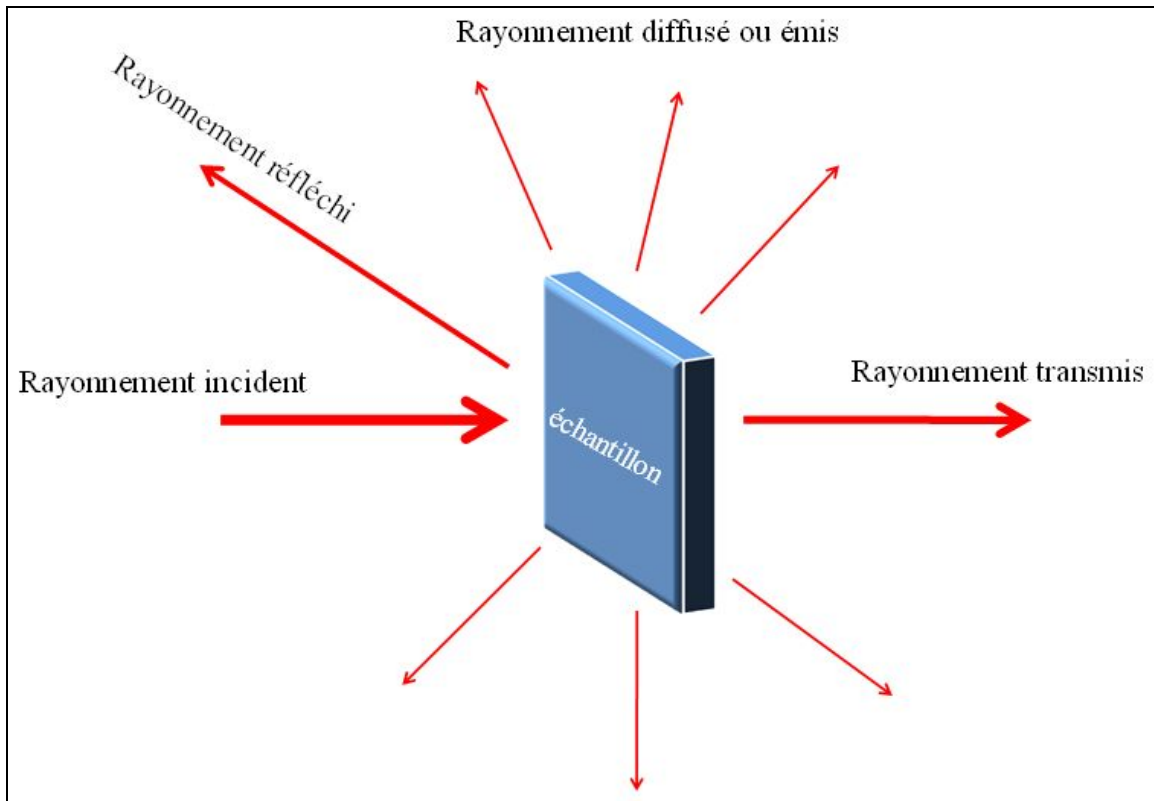 Rayonnement diffusé ou émis
Rayonnement réfléchi
Rayonnement incident
Rayonnement transmis
échantillon